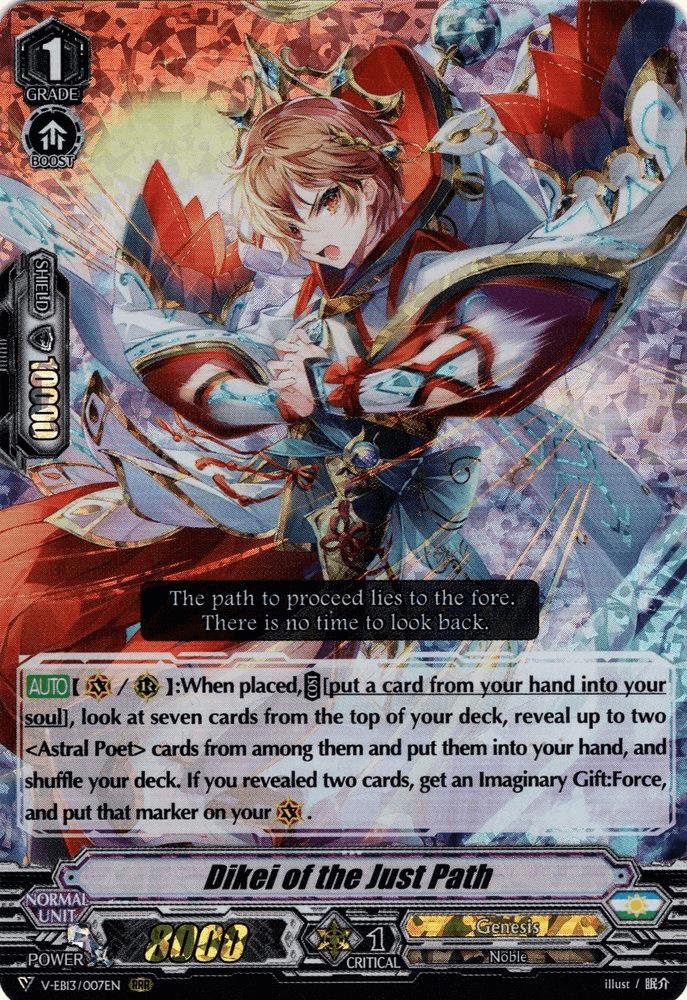 1
GRADE
BOOST
SHIELD
10000
The path to proceed lies to the fore.
There is no time to look back.
AUTO[ V / R ]:When placed,COST[put a card from your hand into your
soul], look at seven cards from the top of your deck, reveal up to two
<Astral Poet> cards from among them and put them into your hand, and
shuffle your deck. If you revealed two cards, get an Imaginary Gift:Force,
and put that marker on your V .
Dikei of the Just Path
NORMAL
UNIT
POWER
8000
1
CRITICAL
Genesis
Noble
V-EB13/007EN RRR
illust / 眠介